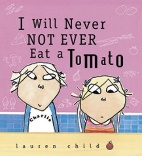 I Will Never
NOT EVER
Eat a Tomato
Charlie
lauren child